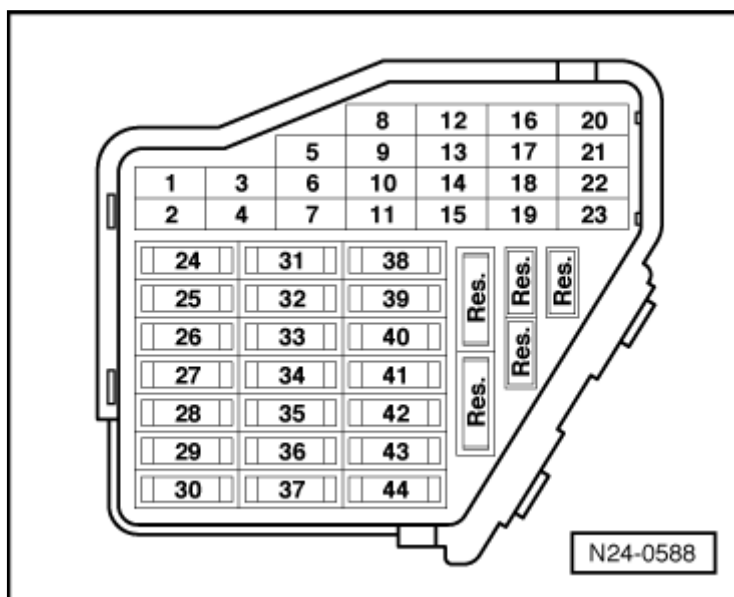 8 12 16 20
5 9 13 17 21
1 3 6 10 14 18 22
2 4 7 11 15 19 23
24 31 38
25 32 39
26 33 40
27 34 41
28 35 42
29 36 43
30 37 44
Res. Res. Res.
Res. Res.
N24-0588